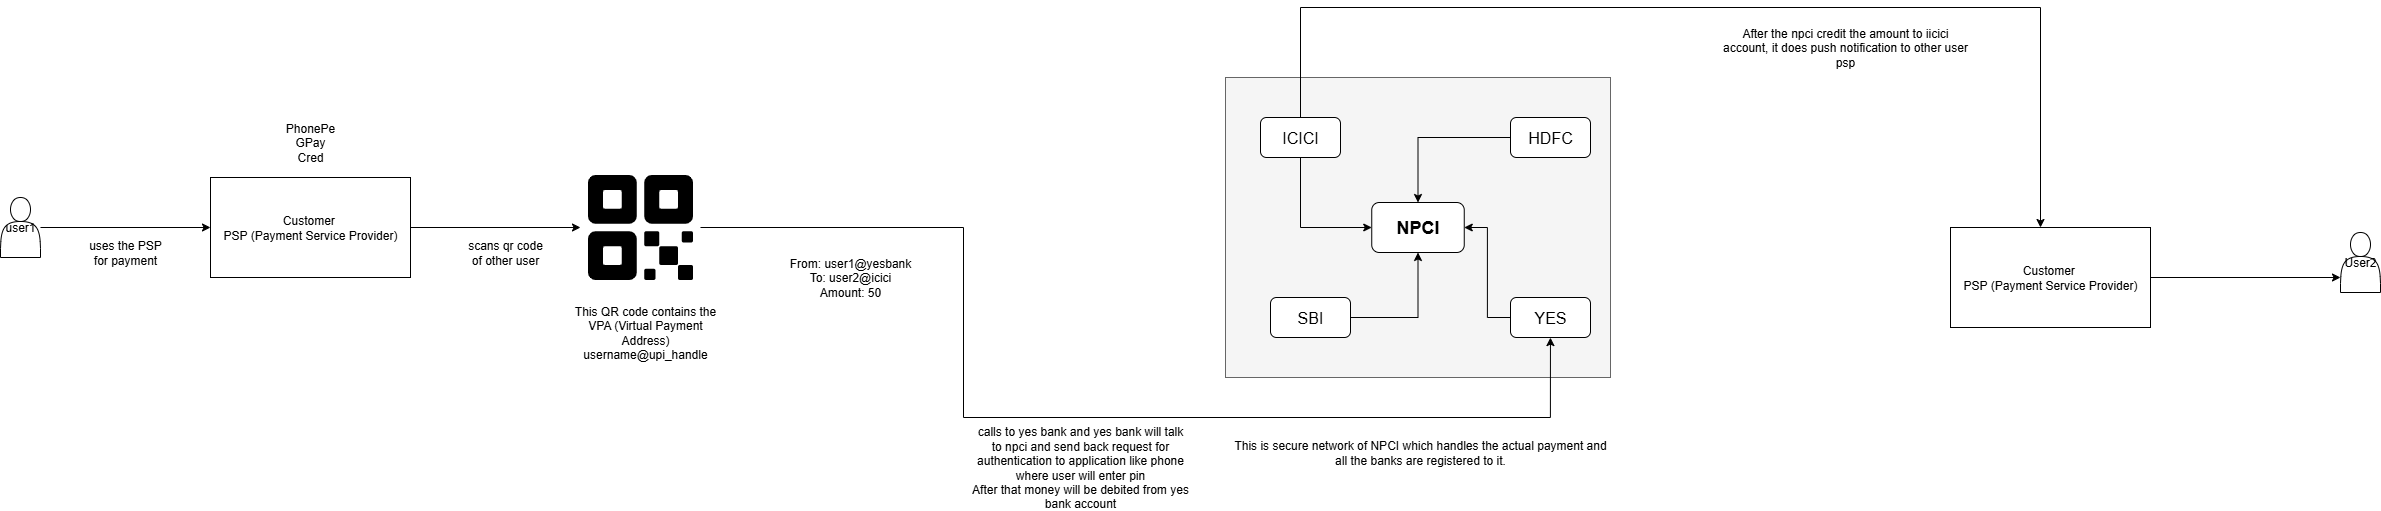 After the npci credit the amount to iicici
account, it does push notification to other user
psp
PhonePe
GPay
Cred
ICICI
HDFC
user1
Customer
PSP (Payment Service Provider)
NPCI
uses the PSP
for payment
scans qr code
of other user
From: user1@yesbank
To: user2@icici
Amount: 50
Customer
PSP (Payment Service Provider)
User2
This QR code contains the
VPA (Virtual Payment
Address)
username@upi_handle
SBI
YES
calls to yes bank and yes bank will talk
to npci and send back request for
authentication to application like phone
where user will enter pin
After that money will be debited from yes
bank account
This is secure network of NPCI which handles the actual payment and
all the banks are registered to it.